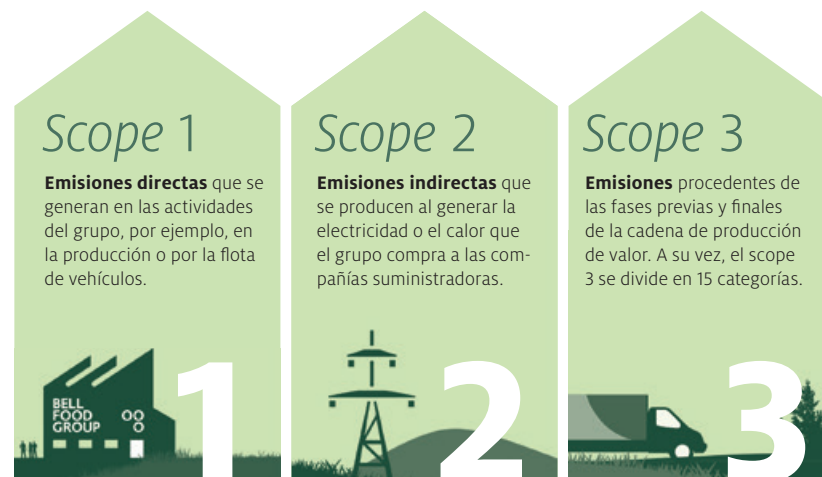 Scope 1
Emisiones directas que se
generan en las actividades
del grupo, por ejemplo, en
la producción o por la flota
de vehículos.
BELL
FOOD
GROUP
1
Scope 2
Emisiones indirectas que
se producen al generar la
electricidad o el calor que
el grupo compra a las com-
pañías suministradoras.
2
Scope 3
Emisiones procedentes de
las fases previas y finales
de la cadena de producción
de valor. A su vez, el scope
3 se divide en 15 categorías.
3